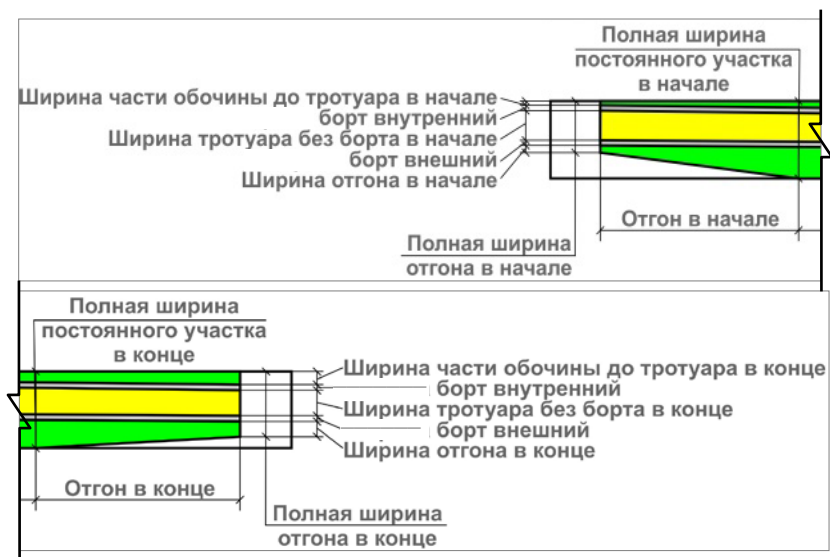 Полная ширина
постоянного участка
в начале
Ширина части обочины до тротуара в начале
борт внутренний
Ширина тротуара без борта в начале
борт внешний
Ширина отгона в начале
Отгон в начале
Полная ширина
отгона в начале
Полная ширина
постоянного участка
в конце
Ширина части обочины до тротуара в конце
борт внутренний
Ширина тротуара без борта в конце
борт внешний
Ширина отгона в конце
Отгон в конце
Полная ширина
отгона в конце